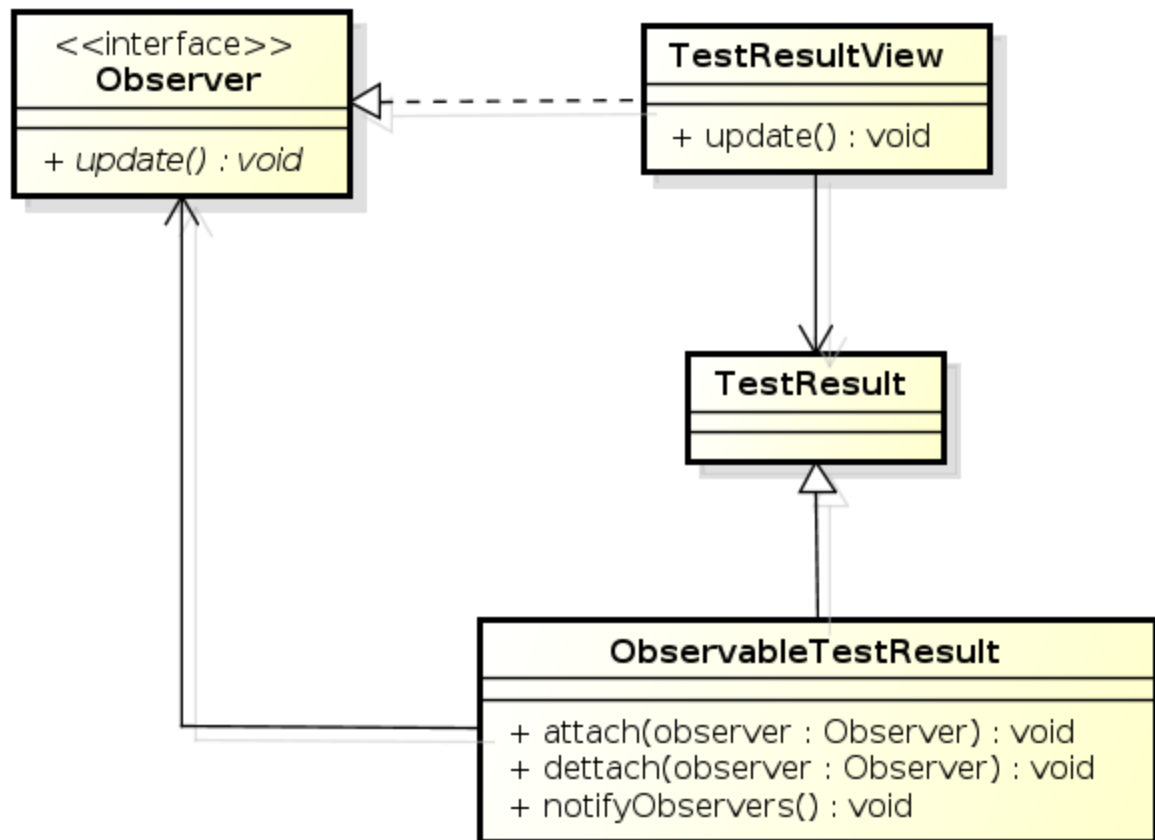 <<interface>>
Observer
+ update() : void
TestResultView
+ update() : void
TestResult
ObservableTestResult
+ attach(observer : Observer) : void
+ dettach(observer : Observer) : void
+ notifyObservers() : void